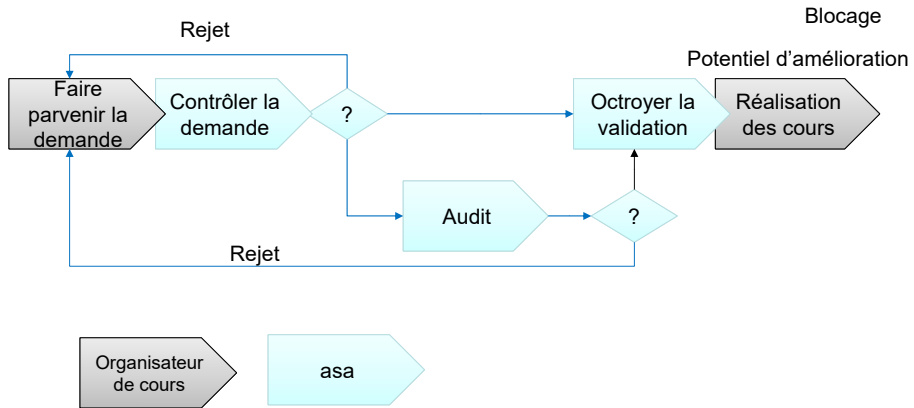 Blocage
Rejet
Potentiel d’amélioration
Faire
parvenir la
demande
Contrôler la
demande
?
Octroyer la
validation
Réalisation
des cours
Audit
?
Rejet
Organisateur
de cours
asa